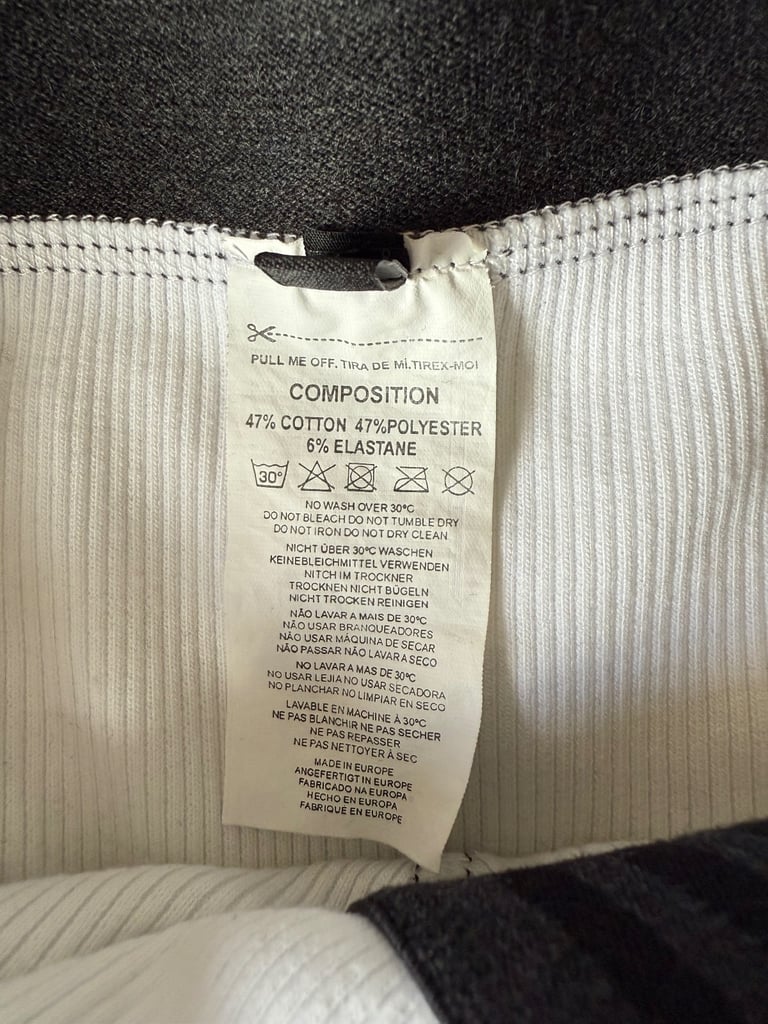 PULL ME OFF. TIRA DE MÍ. TIREX-MOI
COMPOSITION
47% COTTON 47%POLYESTER
6% ELASTANE
30°
NO WASH OVER 30°C
DO NOT BLEACH DO NOT TUMBLE DRY
DO NOT IRON DO NOT DRY CLEAN
NICHT ÜBER 30°C WASCHEN
KEINEBLEICHMITTEL VERWENDEN
NITCH IM TROCKNER
TROCKNEN NICHT BÜGELN
NICHT TROCKEN REINIGEN
NÃO LAVAR A MAIS DE 30°C
NÃO USAR BRANQUEADORES
NÃO USAR MÁQUINA DE SECAR
NÃO PASSAR NÃO LAVAR A SECO
NO LAVAR A MAS DE 30°C
NO USAR LEJIA NO USAR SECADORA
NO PLANCHAR NO LIMPIAR EN SECO
LAVABLE EN MACHINE À 30°C
NE PAS BLANCHIR NE PAS SECHER
NE PAS REPASSER
NE PAS NETTOYER À SEC
MADE IN EUROPE
ANGEFERTIGT IN EUROPE
FABRICADO NA EUROPA
HECHO EN EUROPA
FABRIQUÉ EN EUROPE